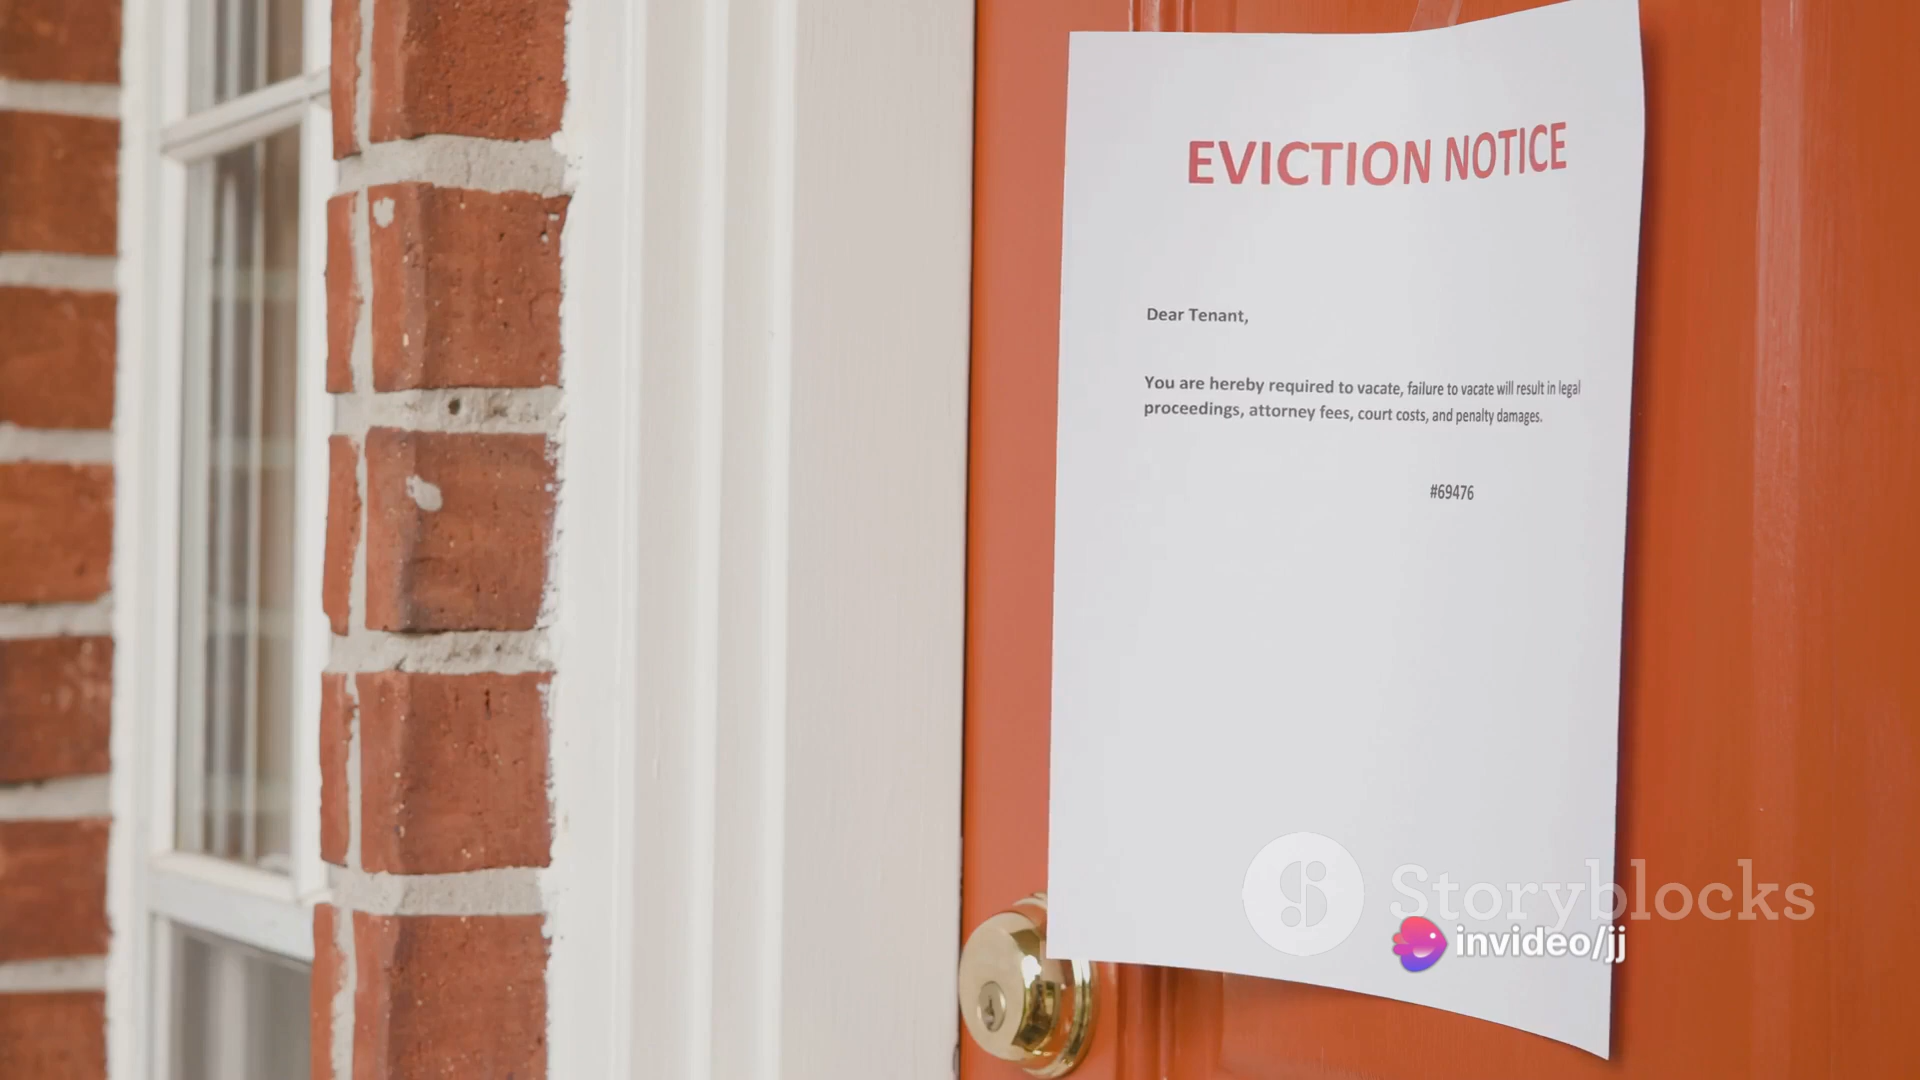 EVICTION NOTICE
Dear Tenant,
You are hereby required to vacate, failure to vacate will result in legal
proceedings, attorney fees, court costs, and penalty damages.
#69476
Storyblocks
invideo/jj